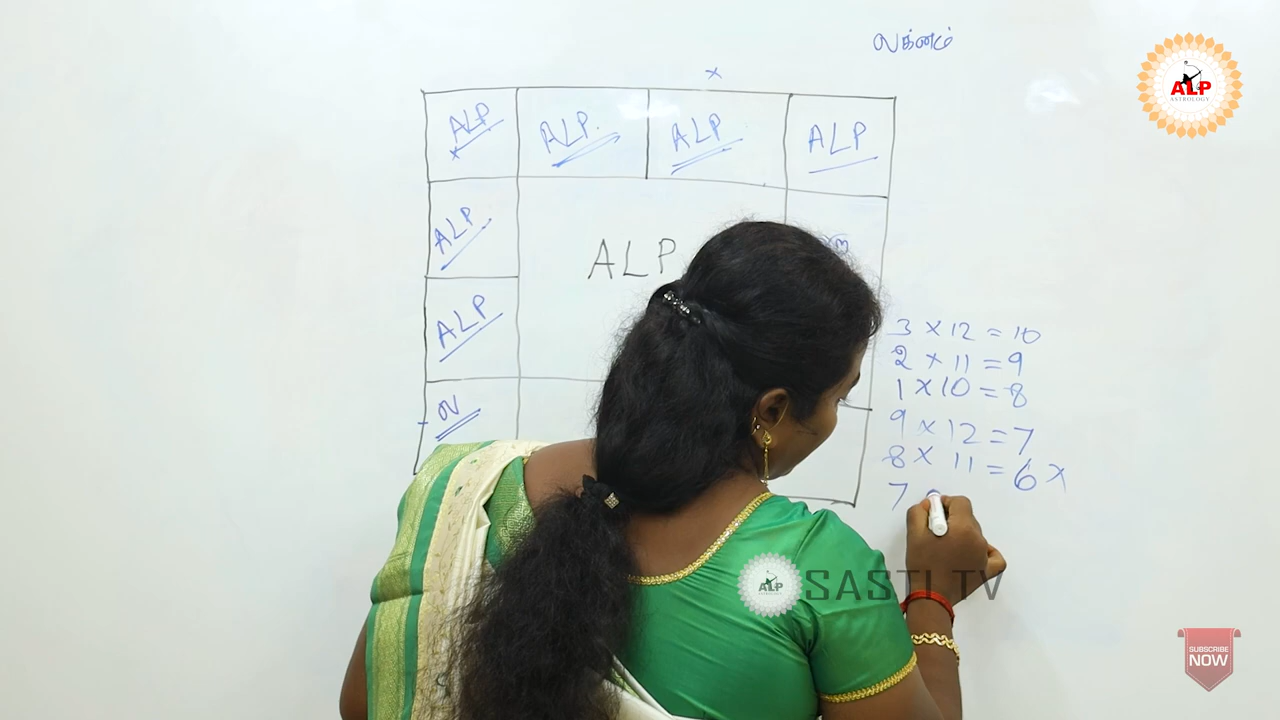 லக்னம்
ALP
ASTROLOGY
x
ALP ALP. ALP ALP
ALP
ALP
ALP
ல
3 x 12 = 10
2 x 11 = 9
1 x 10 = 8
9 x 12 = 7
8 x 11 = 6 x
7
ALP
SASTI TV
SUBSCRIBE
NOW